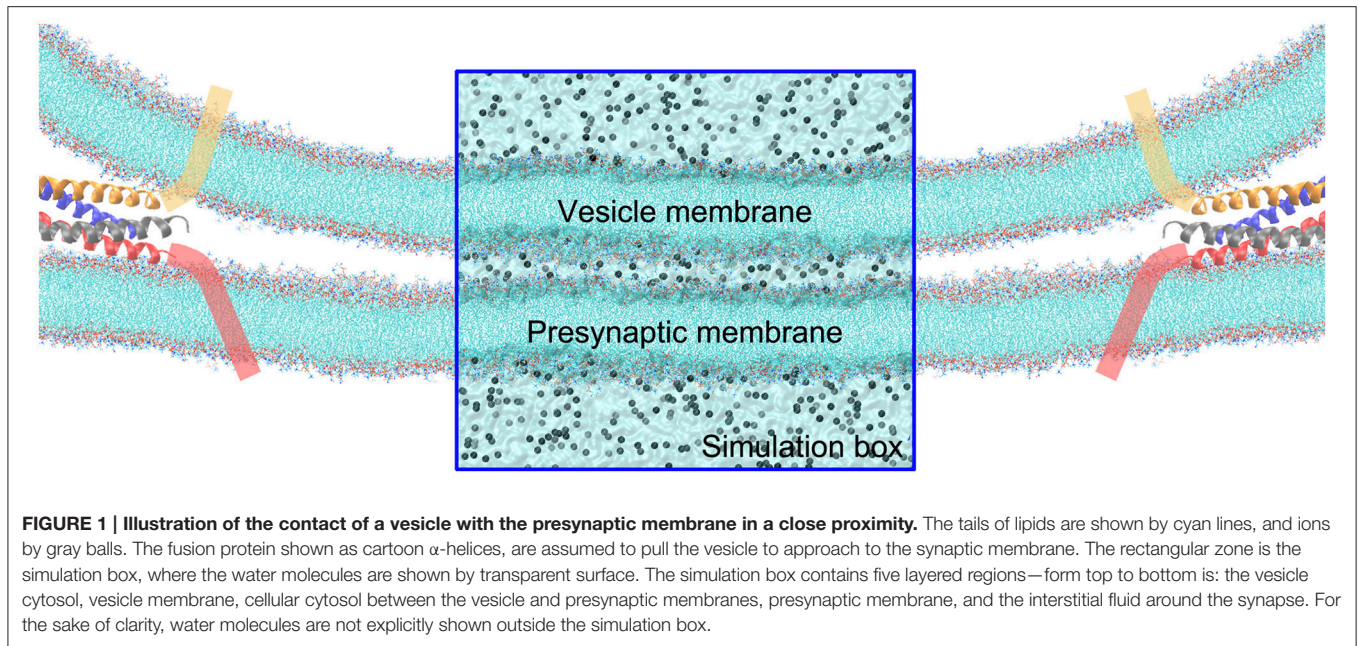 Vesicle membrane
Presynaptic membrane
Simulation box
FIGURE 1 | Illustration of the contact of a vesicle with the presynaptic membrane in a close proximity. The tails of lipids are shown by cyan lines, and ions
by gray balls. The fusion protein shown as cartoon α-helices, are assumed to pull the vesicle to approach to the synaptic membrane. The rectangular zone is the
simulation box, where the water molecules are shown by transparent surface. The simulation box contains five layered regions—form top to bottom is: the vesicle
cytosol, vesicle membrane, cellular cytosol between the vesicle and presynaptic membranes, presynaptic membrane, and the interstitial fluid around the synapse. For
the sake of clarity, water molecules are not explicitly shown outside the simulation box.